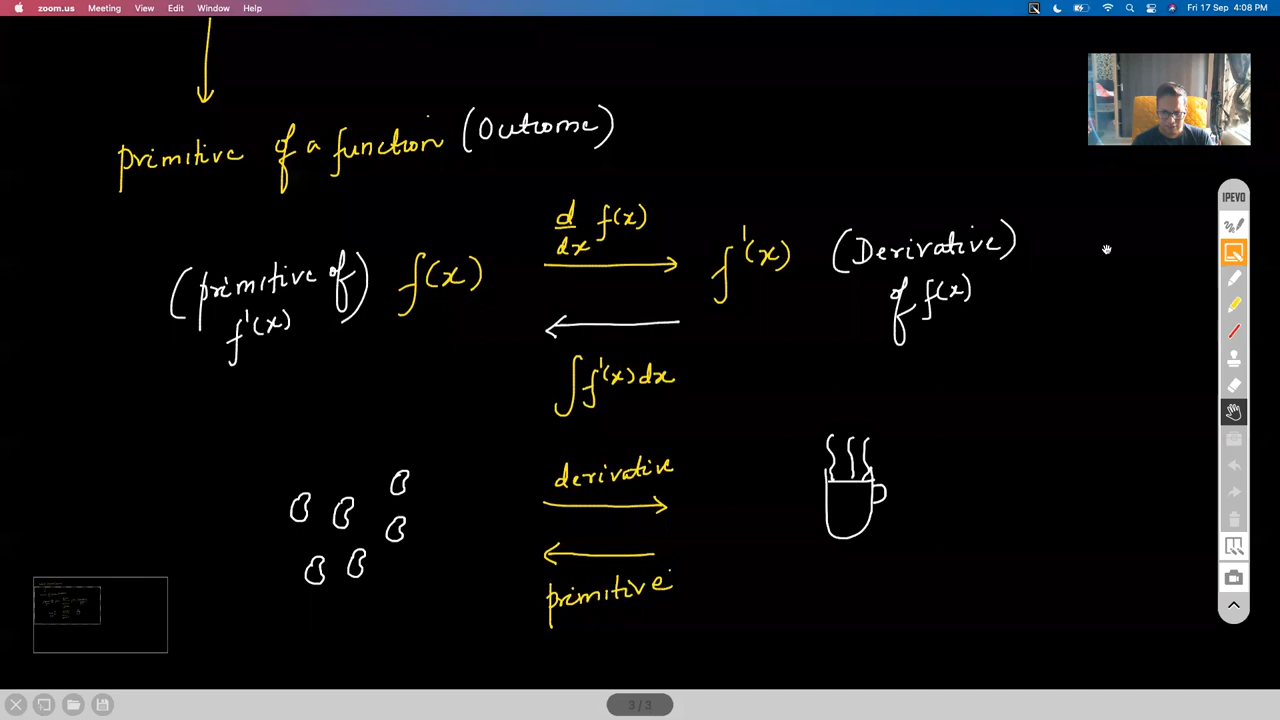 zoom.us Meeting View Edit Window Help Fri 17 Sep 4:08 PM
primitive of a function (Outcome)
d/dx f(x)
(primitive of) f(x) f'(x) (Derivative)
f'(x) of f(x)
∫f'(x)dx
derivative
primitive
IPEVO
3 / 3